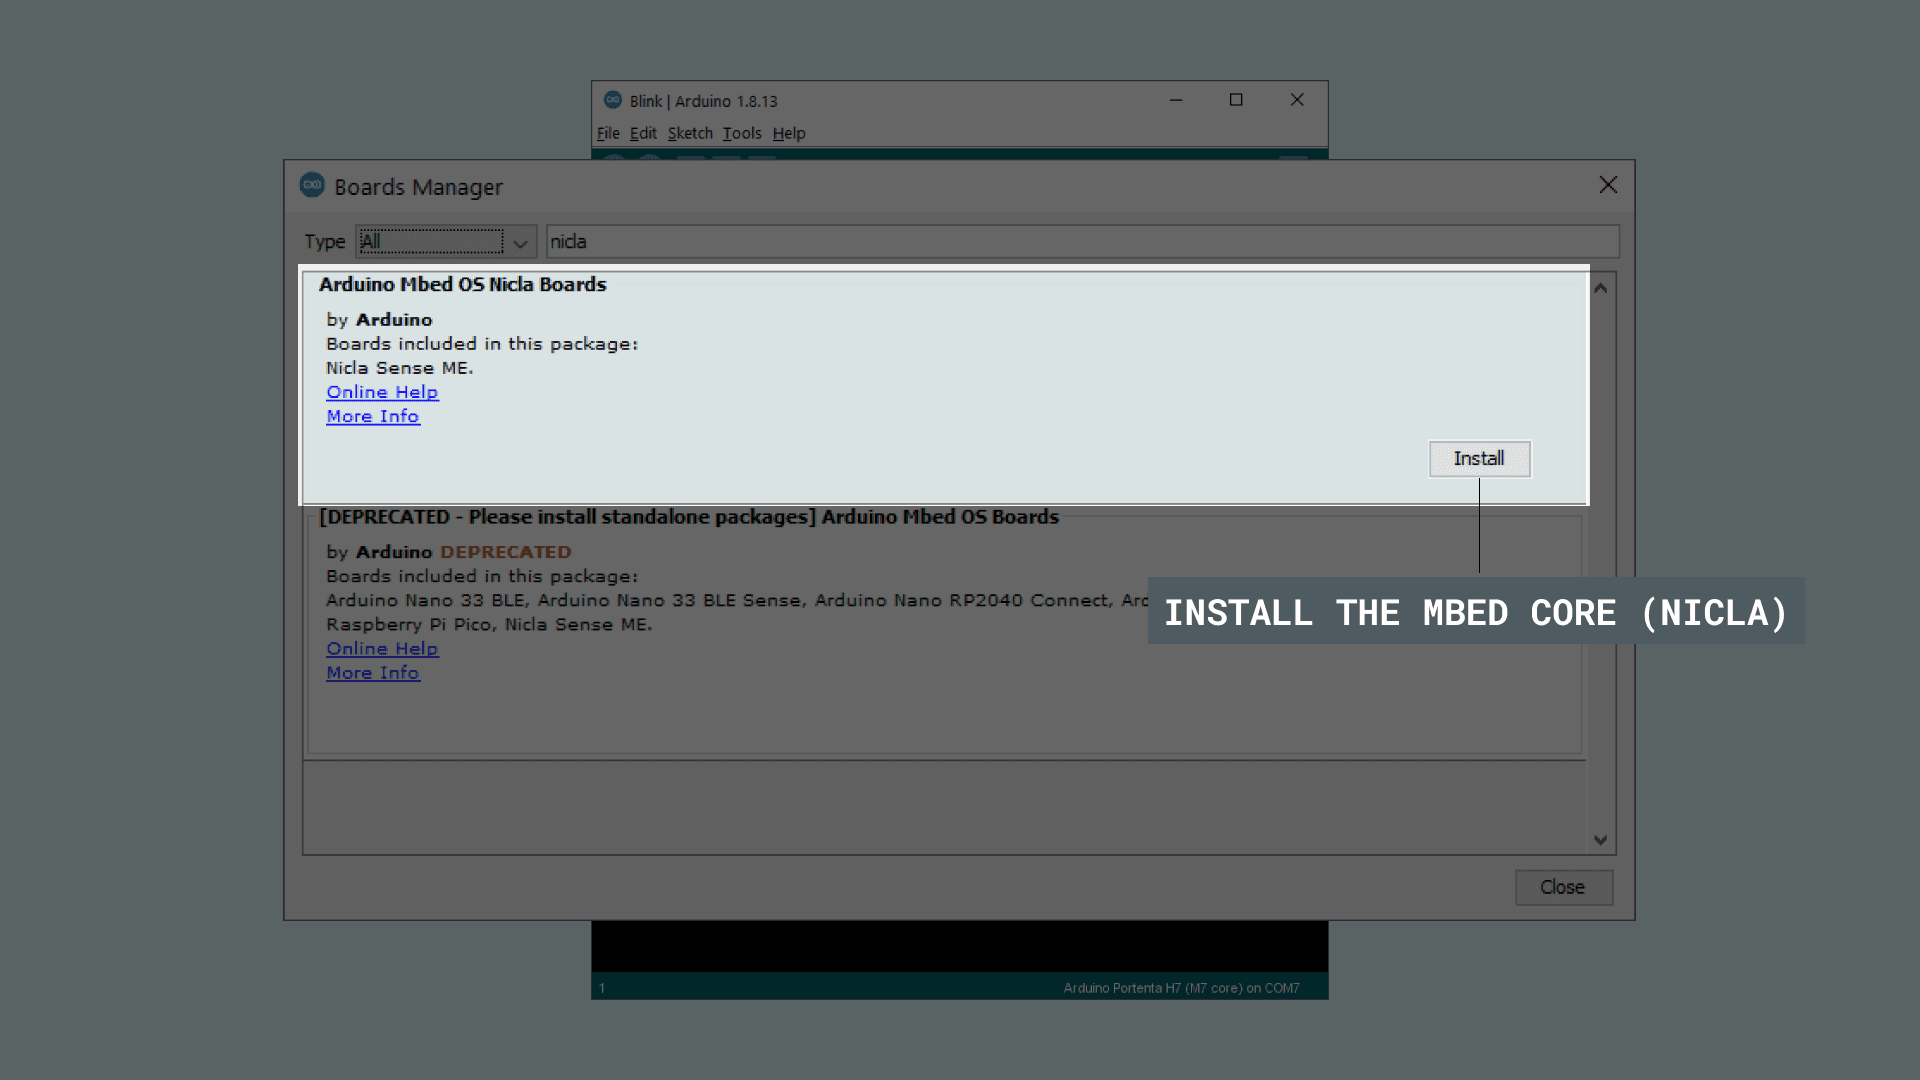 Blink | Arduino 1.8.13
File Edit Sketch Tools Help
Boards Manager
Type All nicla
Arduino Mbed OS Nicla Boards
by Arduino
Boards included in this package:
Nicla Sense ME.
Online Help
More Info
Install
[DEPRECATED - Please install standalone packages] Arduino Mbed OS Boards
by Arduino DEPRECATED
Boards included in this package:
Arduino Nano 33 BLE, Arduino Nano 33 BLE Sense, Arduino Nano RP2040 Connect,
INSTALL THE MBED CORE (NICLA)
Raspberry Pi Pico, Nicla Sense ME.
Online Help
More Info
Close
1 Arduino Portenta H7 (M7 core) on COM7